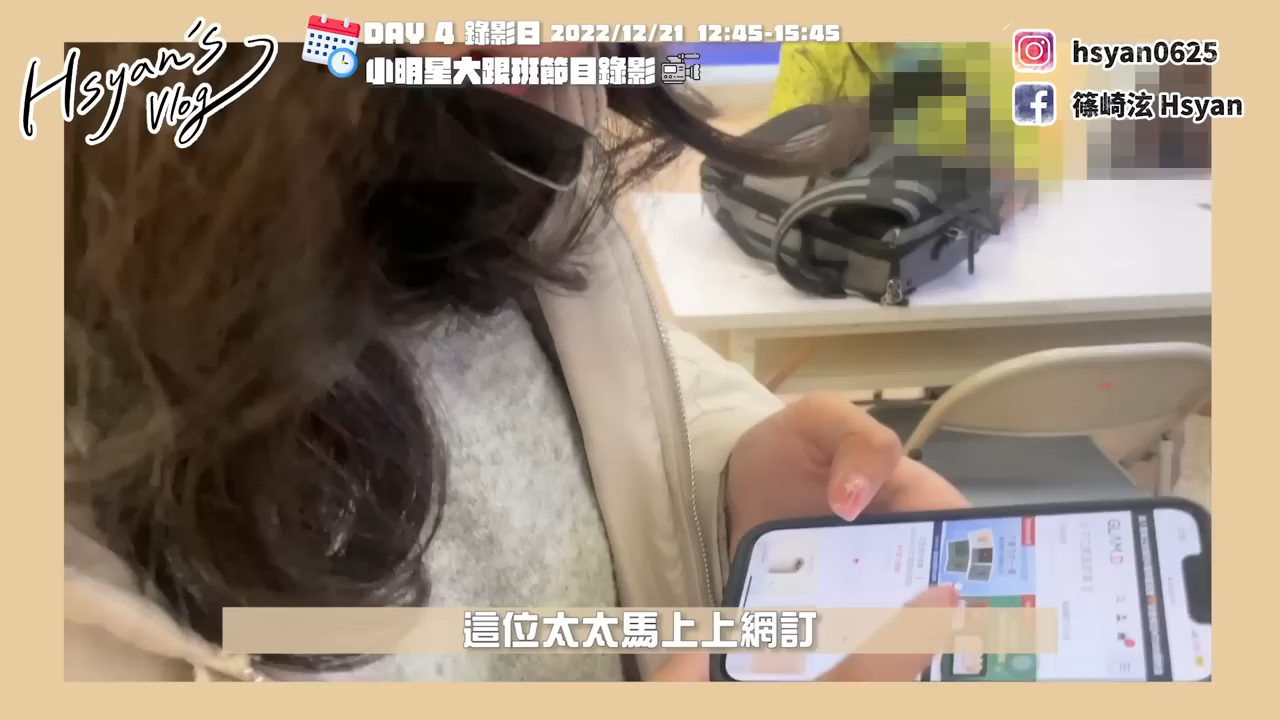 Hsyan's
Vlog
DAY 4 錄影日 2022/12/21 12:45-15:45
小明星大跟班節目錄影
hsyan0625
篠崎泫 Hsyan
GLAM.D
這位太太馬上上網訂